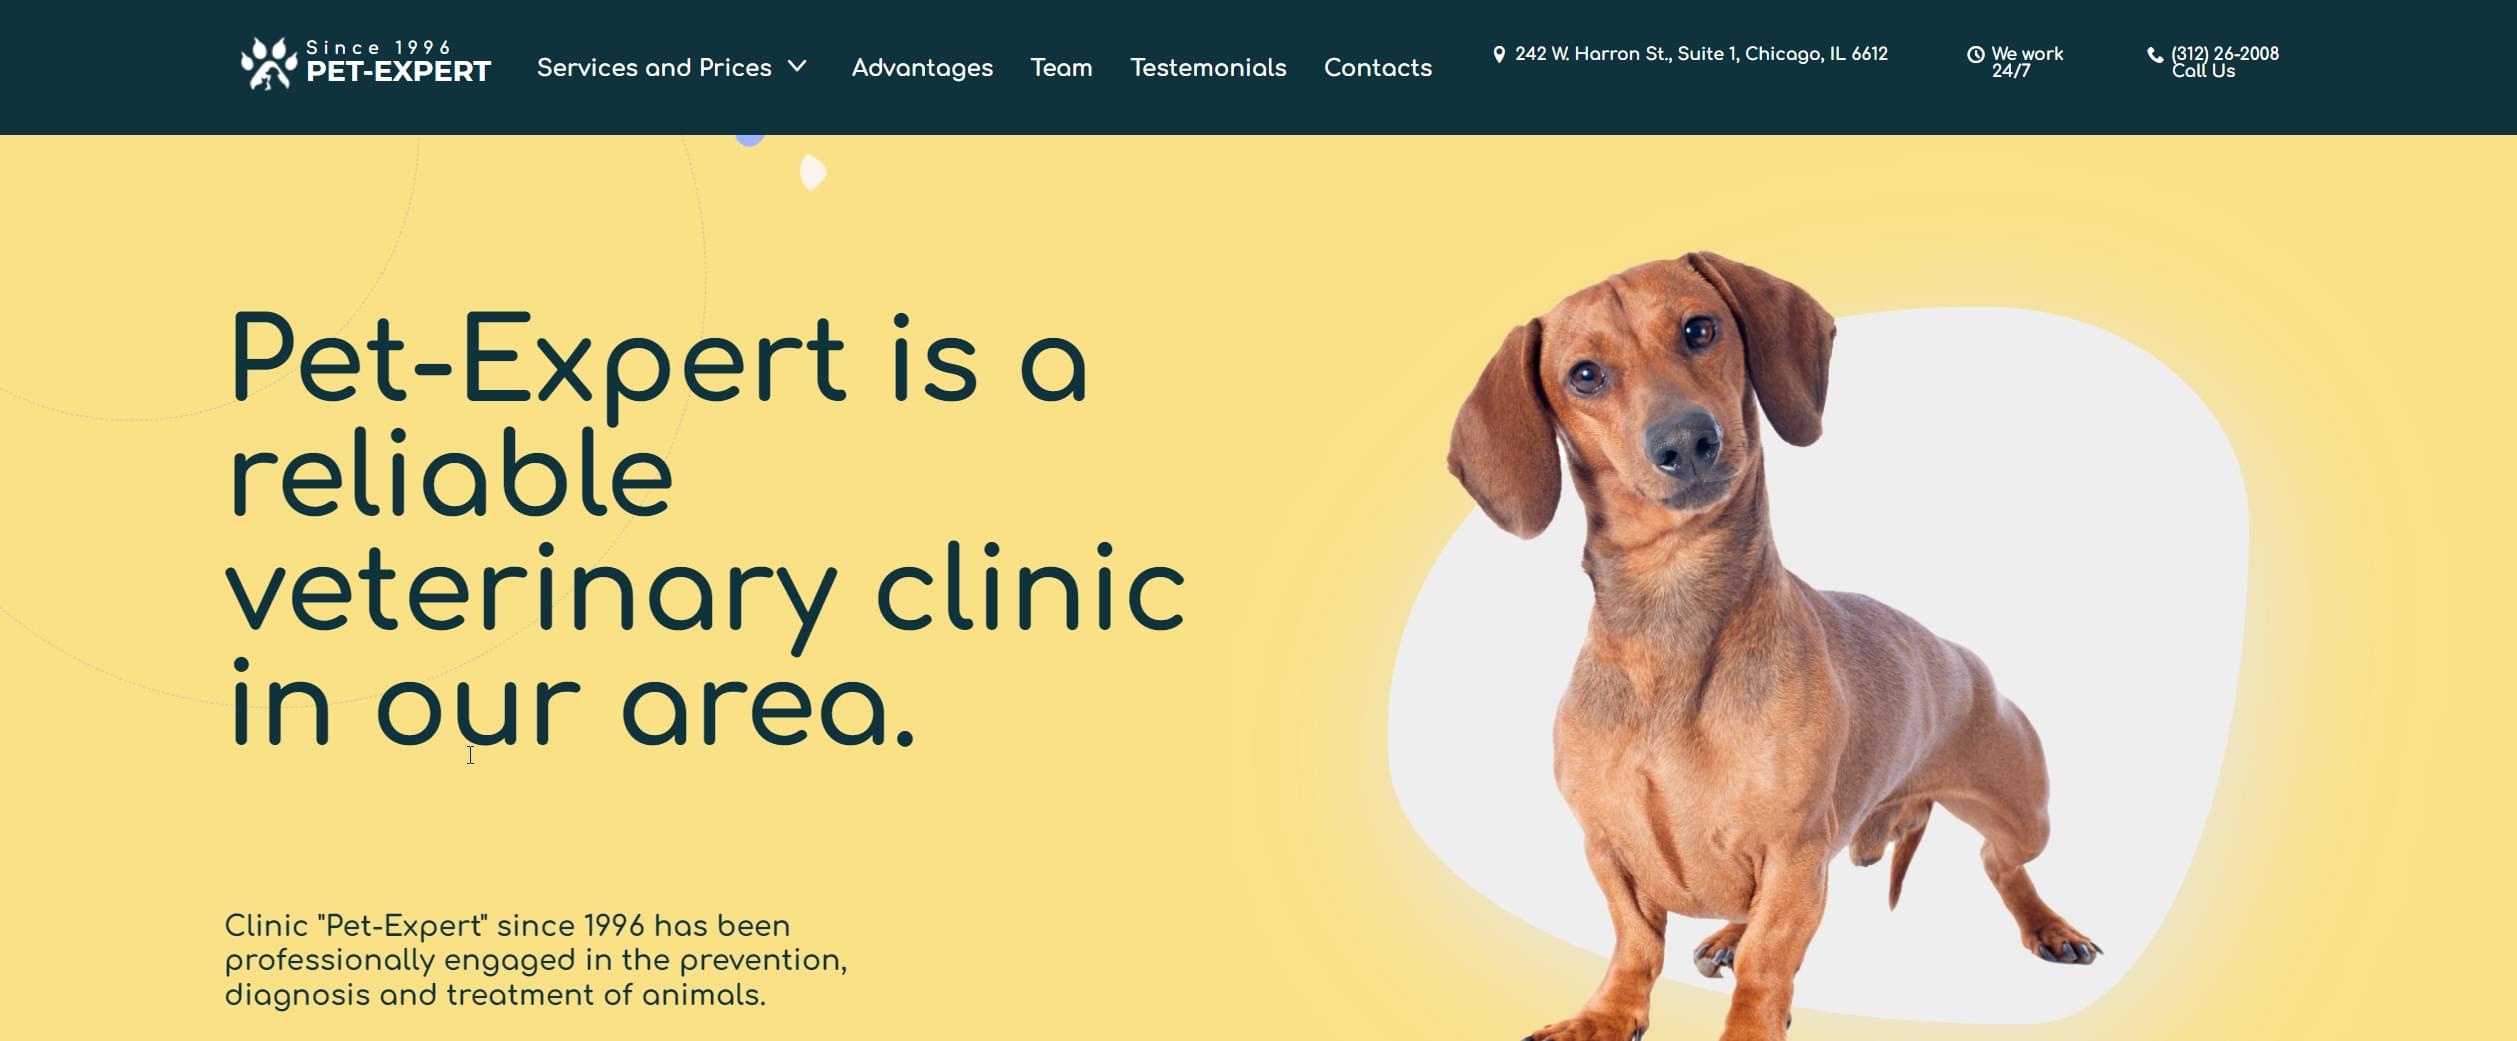 Since 1996
PET-EXPERT
Services and Prices
Advantages
Team
Testemonials
Contacts
242 W. Harron St., Suite 1, Chicago, IL 6612
We work
24/7
(312) 26-2008
Call Us
Pet-Expert is a
reliable
veterinary clinic
in our area.
Clinic "Pet-Expert" since 1996 has been
professionally engaged in the prevention,
diagnosis and treatment of animals.